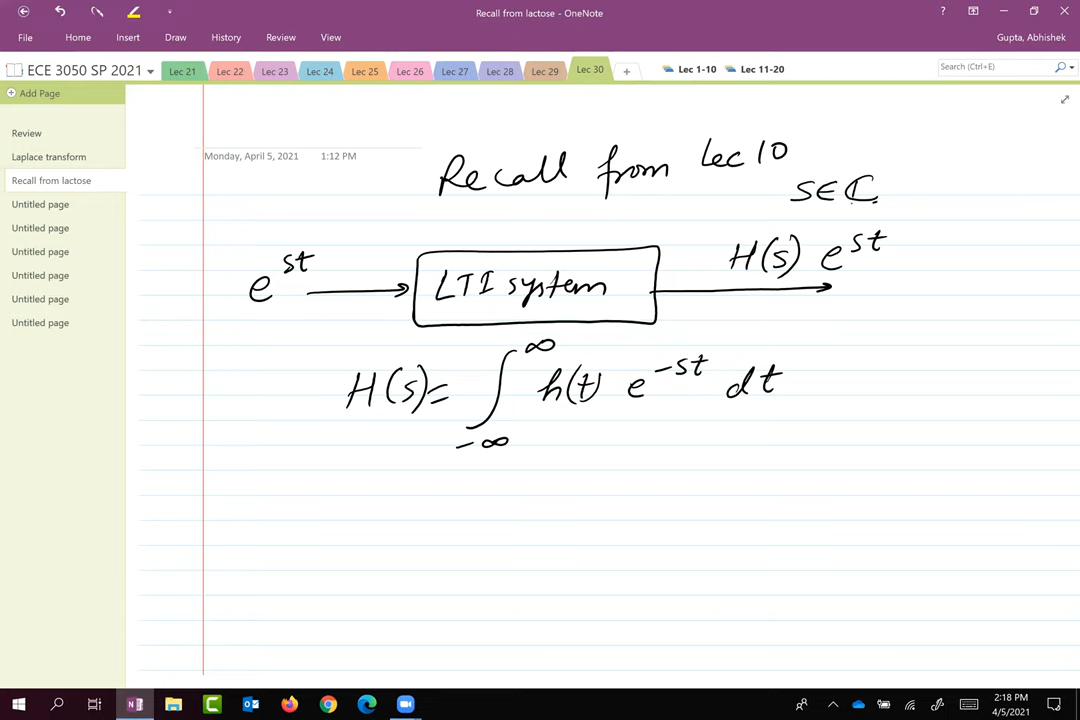 Recall from lactose - OneNote
?
File Home Insert Draw History Review View
Gupta, Abhishek
ECE 3050 SP 2021
Lec 21 Lec 22 Lec 23 Lec 24 Lec 25 Lec 26 Lec 27 Lec 28 Lec 29 Lec 30 + Lec 1-10 Lec 11-20
Search (Ctrl+E)
Add Page
Review
Laplace transform
Recall from lactose
Untitled page
Untitled page
Untitled page
Untitled page
Untitled page
Untitled page
Monday, April 5, 2021 1:12 PM
Recall from Lec 10
s∈ℂ
e^{st} → LTI system → H(s) e^{st}
H(s) = ∫_{-∞}^{∞} h(t) e^{-st} dt
2:18 PM
4/5/2021